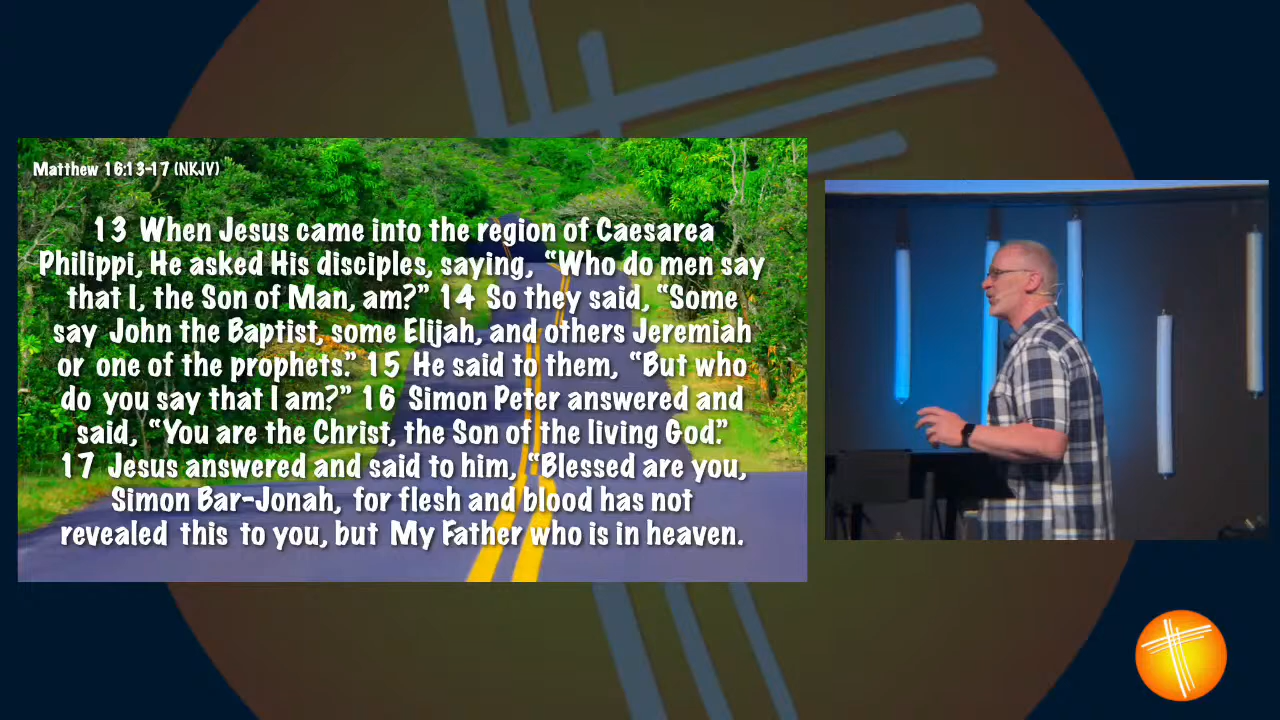 Matthew 16:13-17 (NKJV)
13 When Jesus came into the region of Caesarea
Philippi, He asked His disciples, saying, “Who do men say
that I, the Son of Man, am?” 14 So they said, “Some
say John the Baptist, some Elijah, and others Jeremiah
or one of the prophets.” 15 He said to them, “But who
do you say that I am?” 16 Simon Peter answered and
said, “You are the Christ, the Son of the living God.”
17 Jesus answered and said to him, “Blessed are you,
Simon Bar-Jonah, for flesh and blood has not
revealed this to you, but My Father who is in heaven.